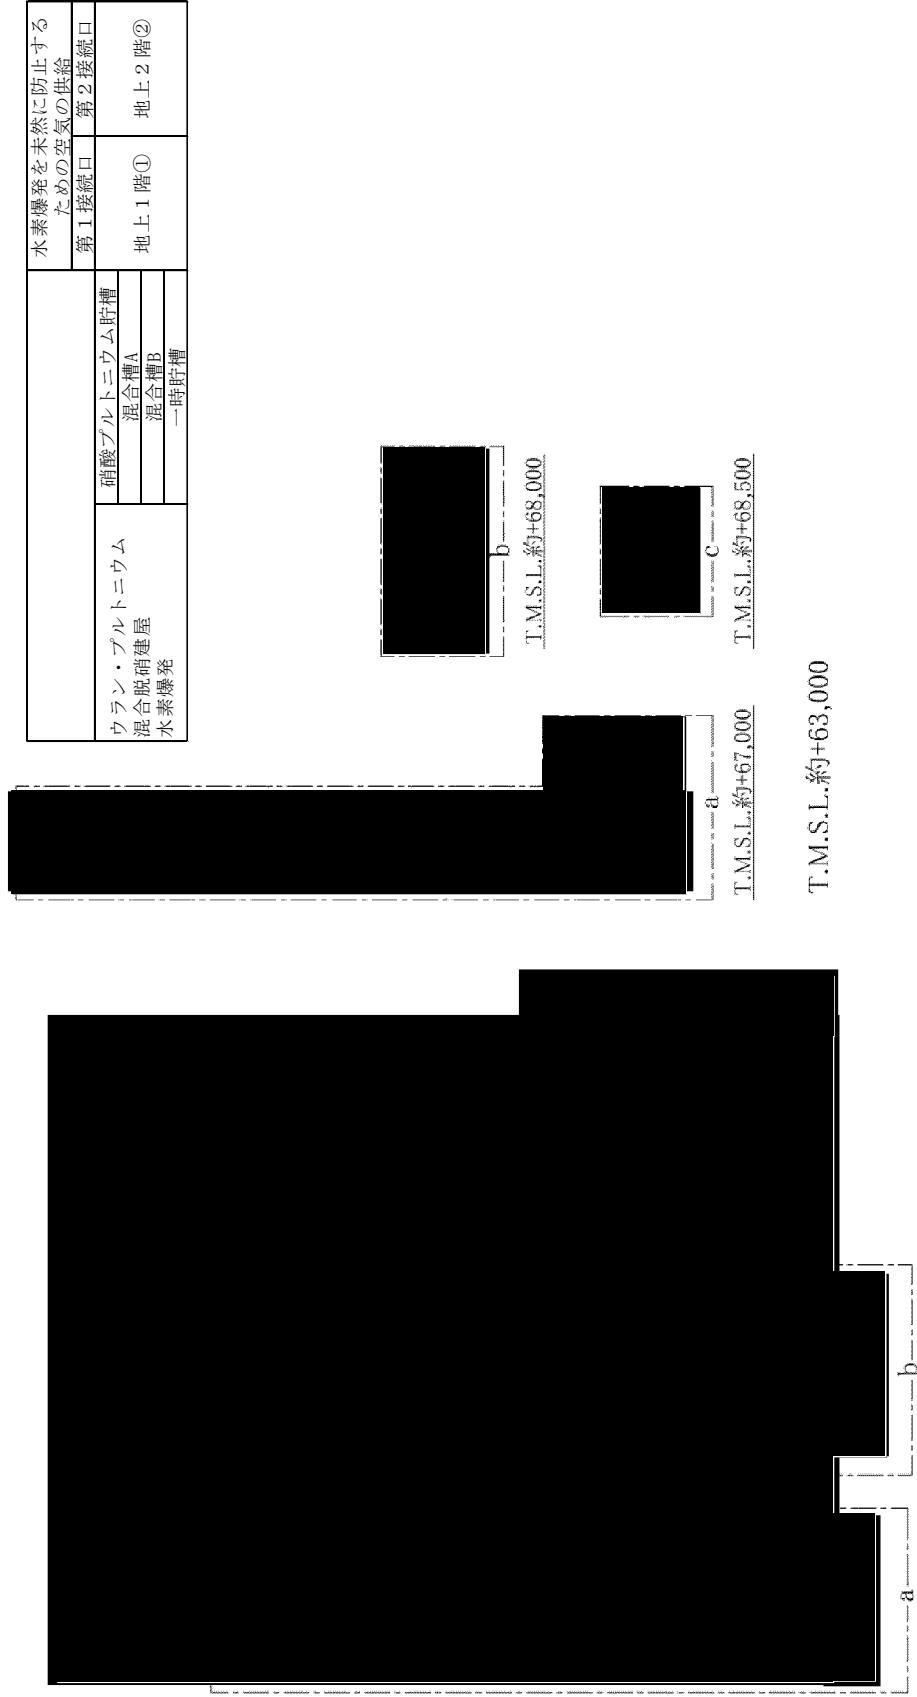 水素爆発を未然に防止する
ための空気の供給
第1接続口
第2接続口
硝酸プルトニウム貯槽
混合槽A
混合槽B
一時貯槽
地上1階①
地上2階②
ウラン・プルトニウム
混合脱硝建屋
水素爆発
b
T.M.S.L.約+68,000
c
T.M.S.L.約+68,500
a
T.M.S.L.約+67,000
T.M.S.L.約+63,000
a
b